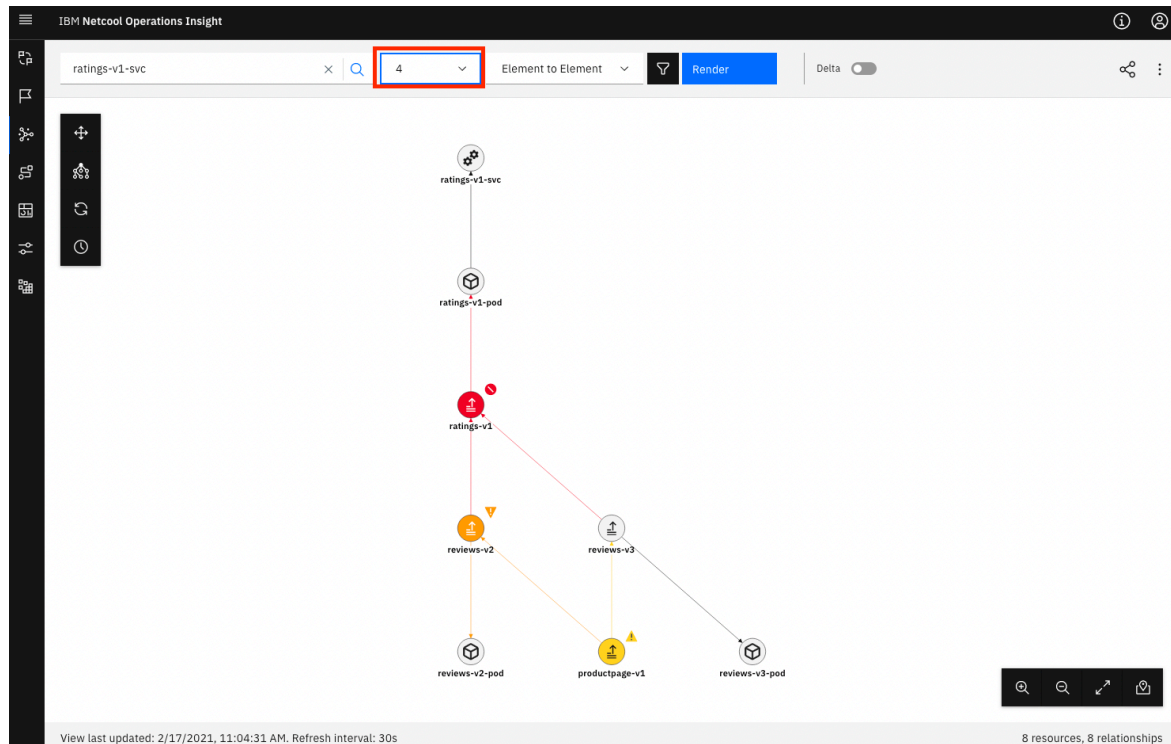 IBM Netcool Operations Insight
ratings-v1-svc
4
Element to Element
Render
Delta
ratings-v1-svc
ratings-v1-pod
ratings-v1
reviews-v2
reviews-v3
reviews-v2-pod
productpage-v1
reviews-v3-pod
View last updated: 2/17/2021, 11:04:31 AM. Refresh interval: 30s
8 resources, 8 relationships